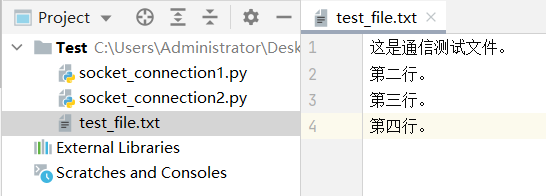 Project
test_file.txt
Test C:\Users\Administrator\Desk
socket_connection1.py
socket_connection2.py
test_file.txt
External Libraries
Scratches and Consoles
1 这是通信测试文件。
2 第二行。
3 第三行。
4 第四行。